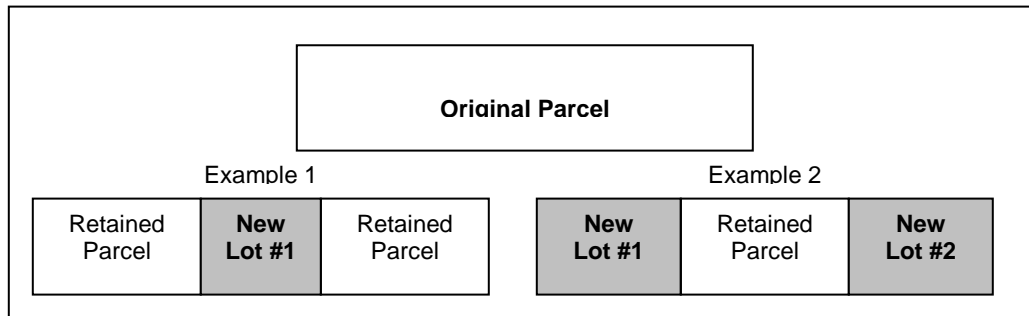 Original Parcel
Example 1
Example 2
Retained Parcel
New Lot #1
Retained Parcel
New Lot #1
Retained Parcel
New Lot #2